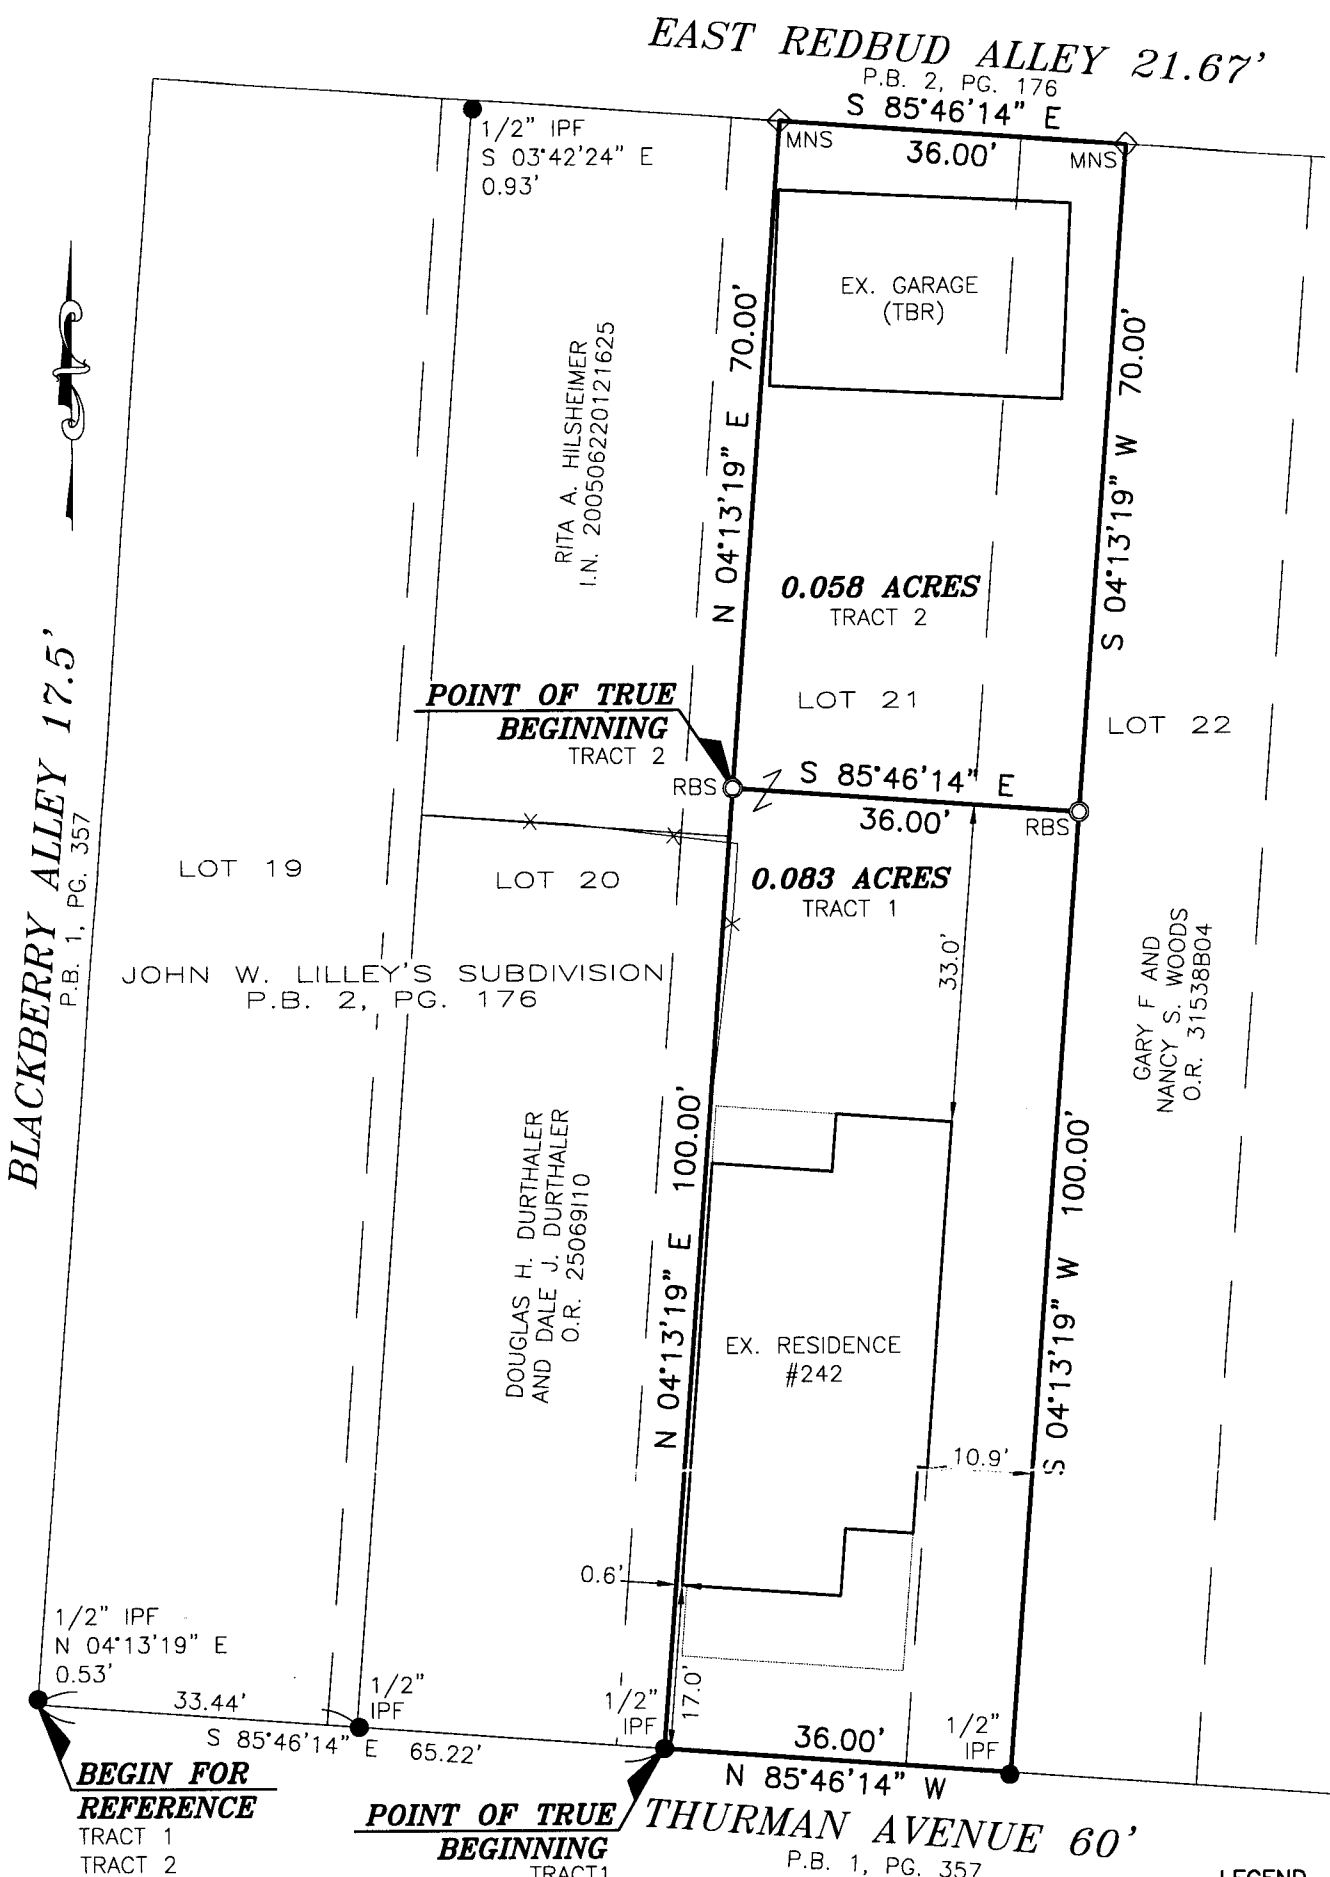 EAST REDBUD ALLEY 21.67'
P.B. 2, PG. 176
S 85°46'14" E
36.00'
MNS
MNS
1/2" IPF
S 03°42'24" E
0.93'
EX. GARAGE
(TBR)
N 04°13'19" E 70.00'
S 04°13'19" W 70.00'
RITA A. HILSHEIMER
I.N. 200506220121625
0.058 ACRES
TRACT 2
LOT 21
LOT 22
POINT OF TRUE
BEGINNING
TRACT 2
RBS
S 85°46'14" E
36.00'
RBS
BLACKBERRY ALLEY 17.5'
P.B. 1, PG. 357
LOT 19
LOT 20
0.083 ACRES
TRACT 1
33.0'
JOHN W. LILLEY'S SUBDIVISION
P.B. 2, PG. 176
GARY F AND
NANCY S. WOODS
O.R. 31538B04
DOUGLAS H. DURTHALER
AND DALE J. DURTHALER
O.R. 25069I10
N 04°13'19" E 100.00'
S 04°13'19" W 100.00'
EX. RESIDENCE
#242
10.9'
0.6'
17.0'
1/2" IPF
N 04°13'19" E
0.53'
33.44'
1/2"
IPF
1/2"
IPF
1/2"
IPF
S 85°46'14" E 65.22'
36.00'
N 85°46'14" W
BEGIN FOR
REFERENCE
TRACT 1
TRACT 2
POINT OF TRUE
BEGINNING
TRACT1
THURMAN AVENUE 60'
P.B. 1, PG. 357
LEGEND